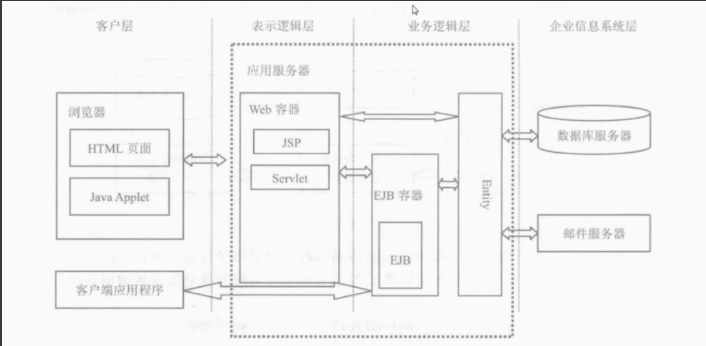 客户层
表示逻辑层
业务逻辑层
企业信息系统层
应用服务器
浏览器
HTML 页面
Java Applet
Web 容器
JSP
Servlet
EJB 容器
EJB
Entity
数据库服务器
邮件服务器
客户端应用程序